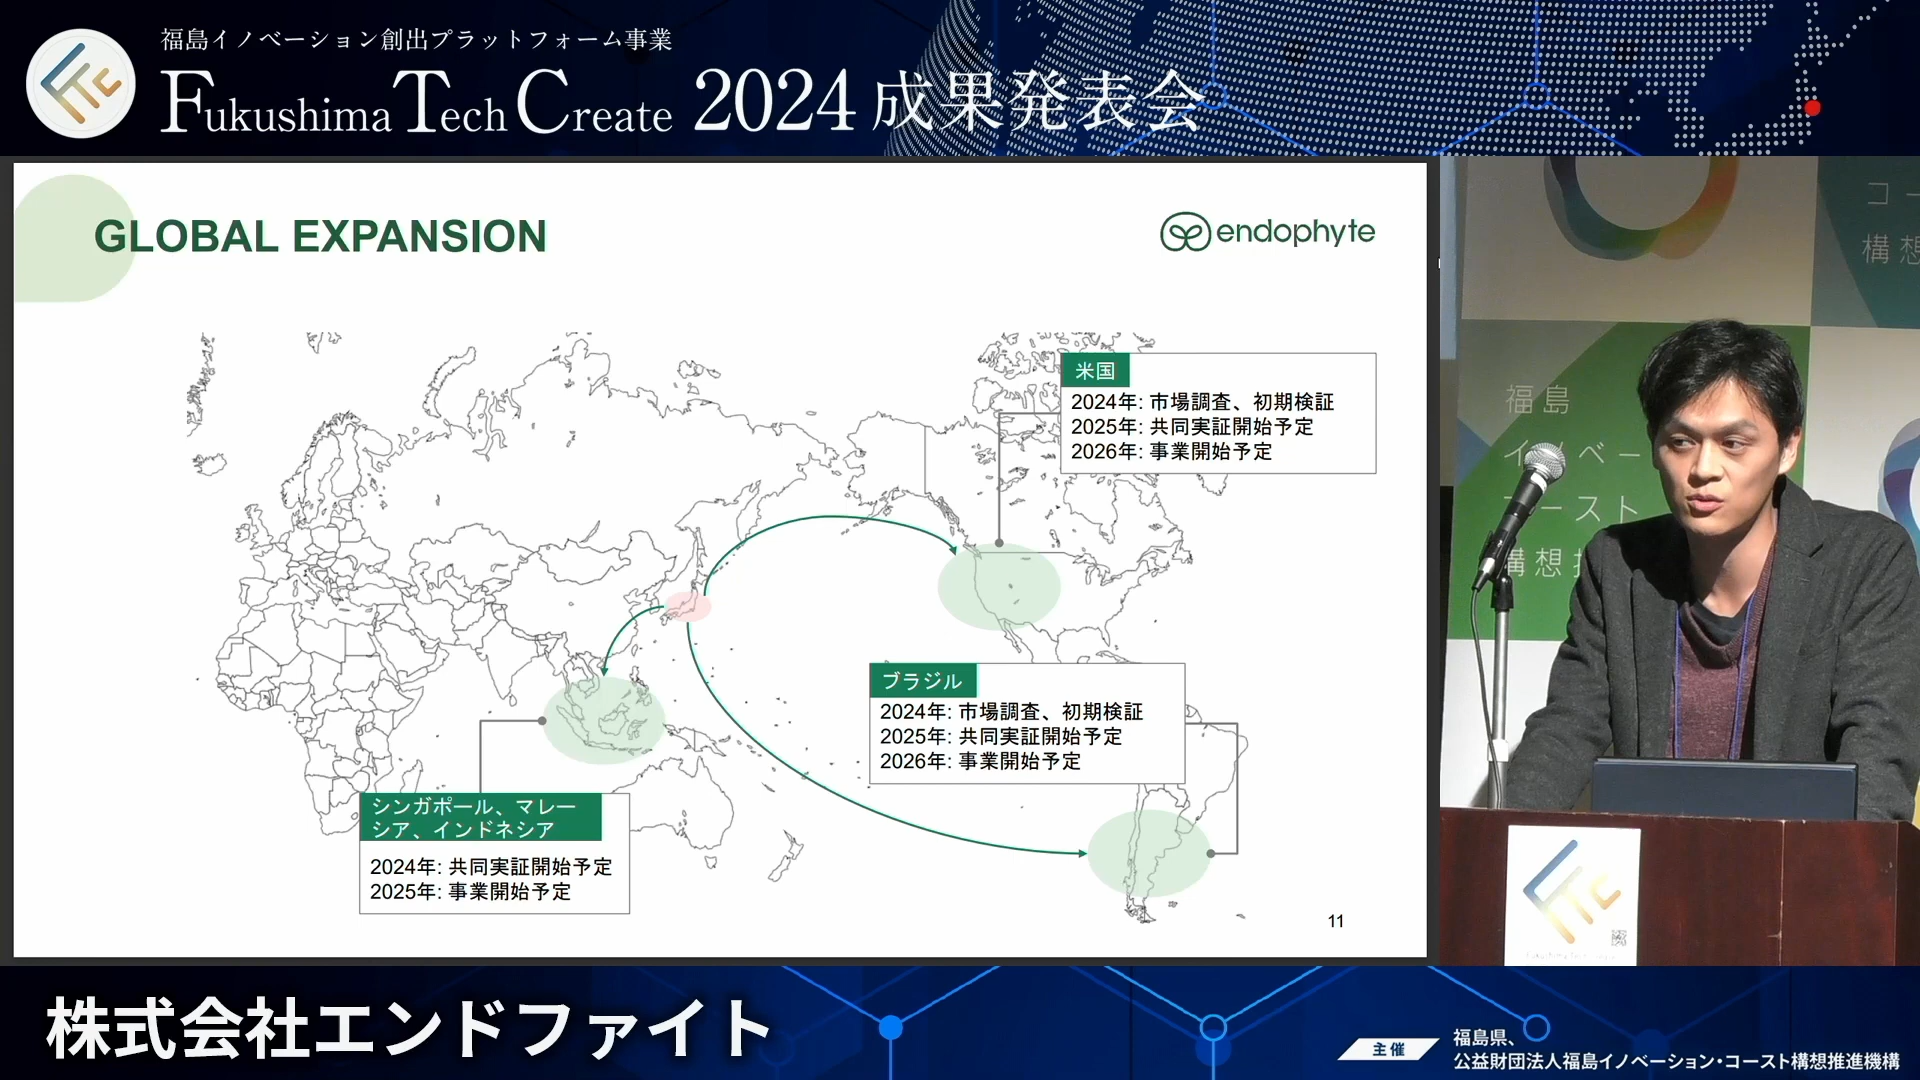 福島イノベーション創出プラットフォーム事業
Fukushima Tech Create 2024 成果発表会
GLOBAL EXPANSION
endophyte
米国
2024年: 市場調査、初期検証
2025年: 共同実証開始予定
2026年: 事業開始予定
ブラジル
2024年: 市場調査、初期検証
2025年: 共同実証開始予定
2026年: 事業開始予定
シンガポール、マレー
シア、インドネシア
2024年: 共同実証開始予定
2025年: 事業開始予定
11
コー
構想
福島
イノベー
ースト
構想
FTC
株式会社エンドファイト
主催
福島県、
公益財団法人福島イノベーション・コースト構想推進機構